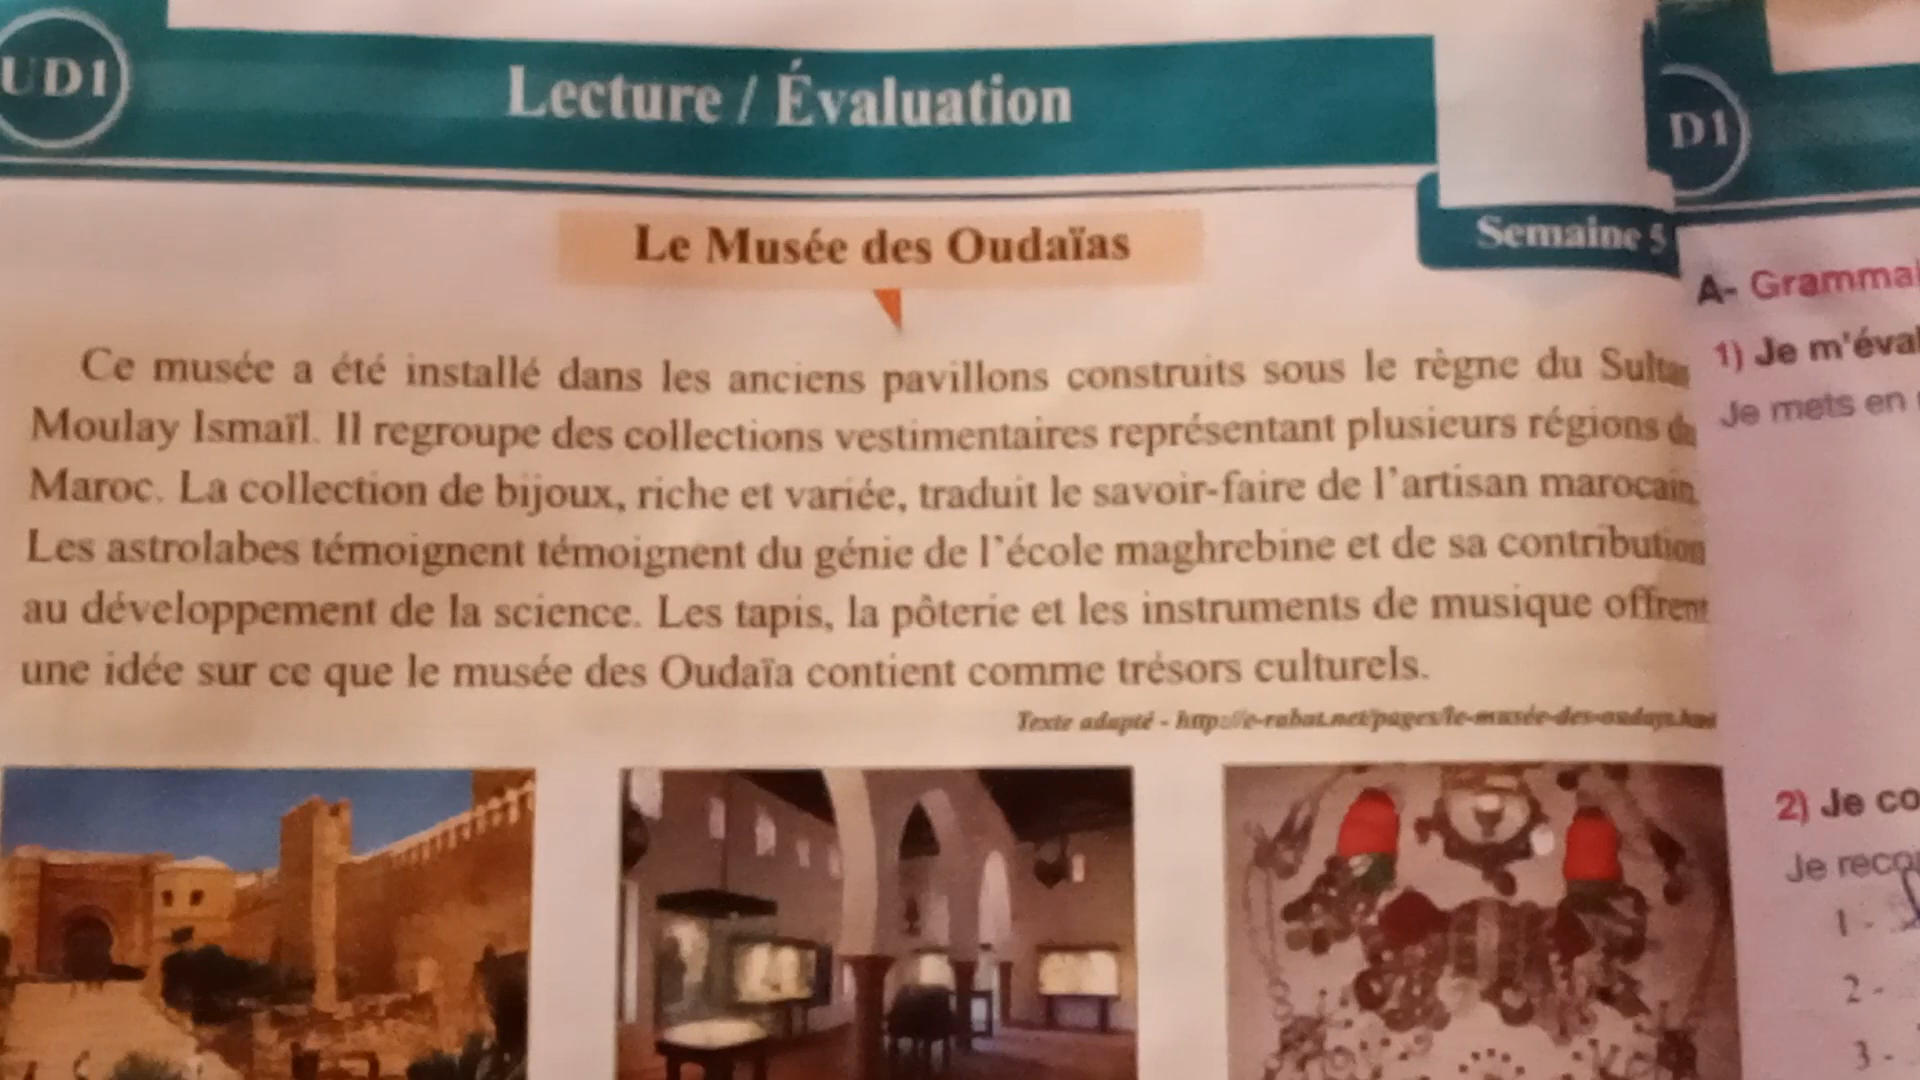 UD1
Lecture / Évaluation
Semaine 5
Le Musée des Oudaïas
Ce musée a été installé dans les anciens pavillons construits sous le règne du
Moulay Ismaïl. Il regroupe des collections vestimentaires représentant plusieurs régions
Maroc. La collection de bijoux, riche et variée, traduit le savoir-faire de l'artisan marocain
Les astrolabes témoignent témoignent du génie de l'école maghrebine et de sa contribution
au développement de la science. Les tapis, la pôterie et les instruments de musique offrent
une idée sur ce que le musée des Oudaïa contient comme trésors culturels.
Texte adapté -
D1
A-
1) Je
Je mets en
2) Je
Je
1 -
2 -
3 -